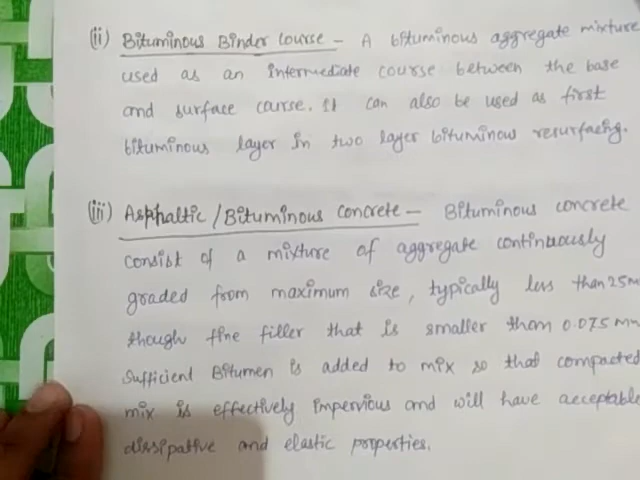 (ii) Bituminous Binder Course - A bituminous aggregate mixture
used as an intermediate course between the base
and surface course. It can also be used as first
bituminous layer in two layer bituminous resurfacing.
(iii) Asphaltic / Bituminous Concrete - Bituminous concrete
consist of a mixture of aggregate continuously
graded from maximum size, typically less than 25m
though fine filler that is smaller than 0.075 mm
Sufficient Bitumen is added to mix so that compacted
mix is effectively impervious and will have acceptable
dissipative and elastic properties.